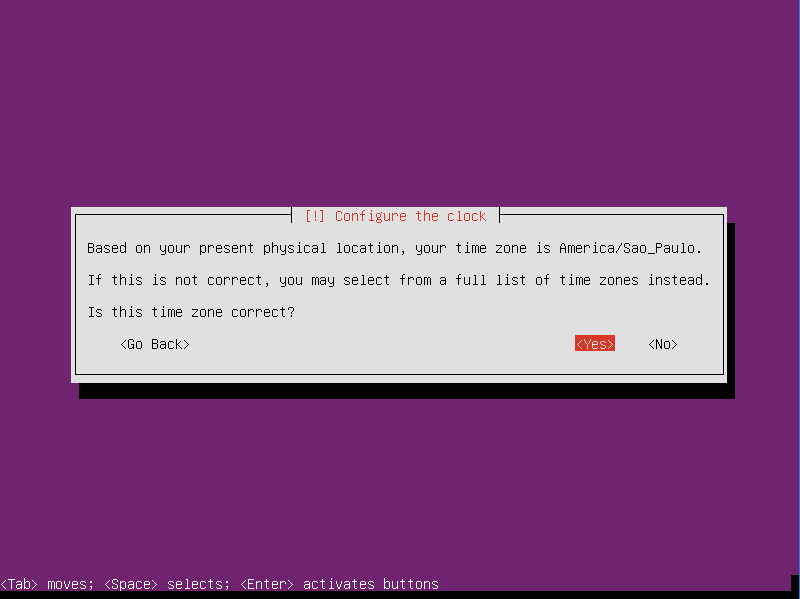 [!] Configure the clock
Based on your present physical location, your time zone is America/Sao_Paulo.
If this is not correct, you may select from a full list of time zones instead.
Is this time zone correct?
<Go Back> <Yes> <No>
<Tab> moves; <Space> selects; <Enter> activates buttons